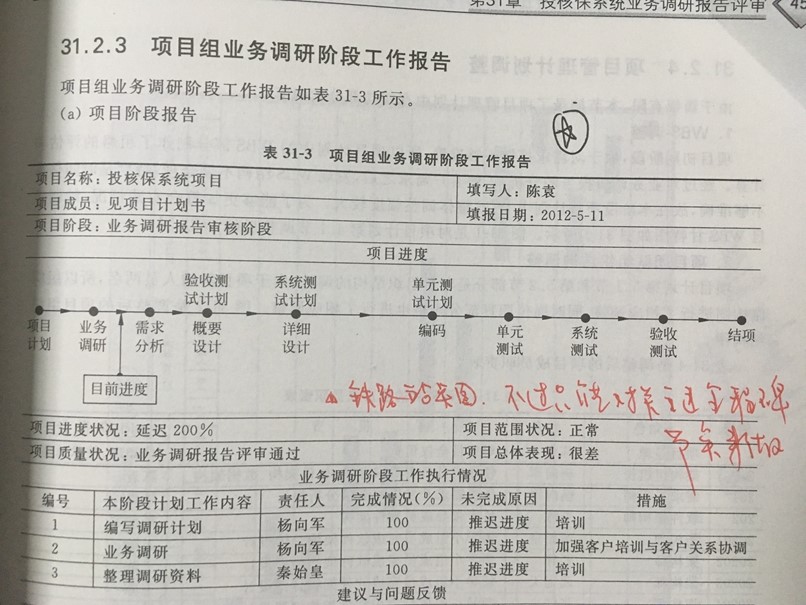 第31章 投核保系统业务调研报告评审 45
31.2.3 项目组业务调研阶段工作报告
项目组业务调研阶段工作报告如表 31-3 所示。
(a) 项目阶段报告
表 31-3 项目组业务调研阶段工作报告
项目名称：投核保系统项目 填写人：陈袁
项目成员：见项目计划书 填报日期：2012-5-11
项目阶段：业务调研报告审核阶段
项目进度
验收测试计划 系统测试计划 单元测试计划
项目计划 业务调研 需求分析 概要设计 详细设计 编码 单元测试 系统测试 验收测试 结项
目前进度
铁路站类图. 不过只能对关
项目进度状况：延迟 200% 项目范围状况：正常
项目质量状况：业务调研报告评审通过 项目总体表现：很差
业务调研阶段工作执行情况
编号 本阶段计划工作内容 责任人 完成情况(%) 未完成原因 措施
1 编写调研计划 杨向军 100 推迟进度 培训
2 业务调研 杨向军 100 推迟进度 加强客户培训与客户关系协调
3 整理调研资料 秦始皇 100 推迟进度 培训
建议与问题反馈